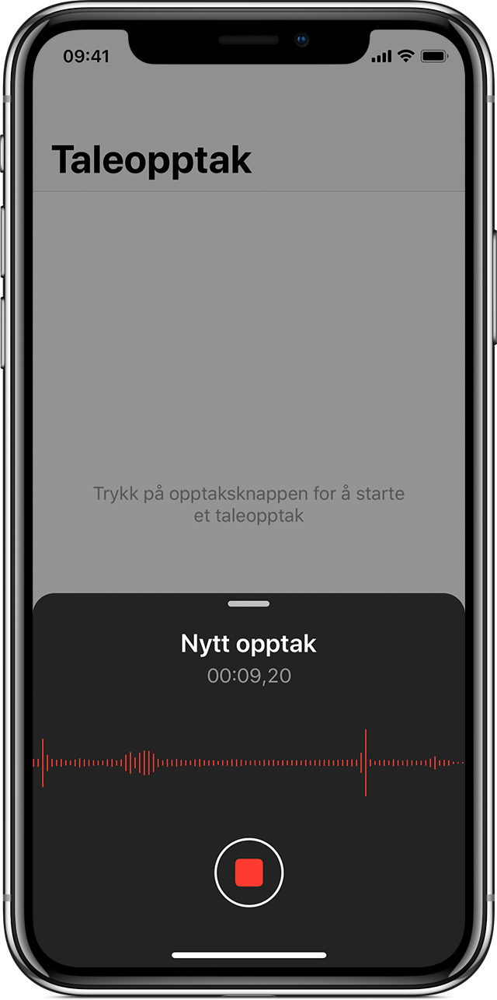 09:41
Taleopptak
Trykk på opptaksknappen for å starte
et taleopptak
Nytt opptak
00:09,20